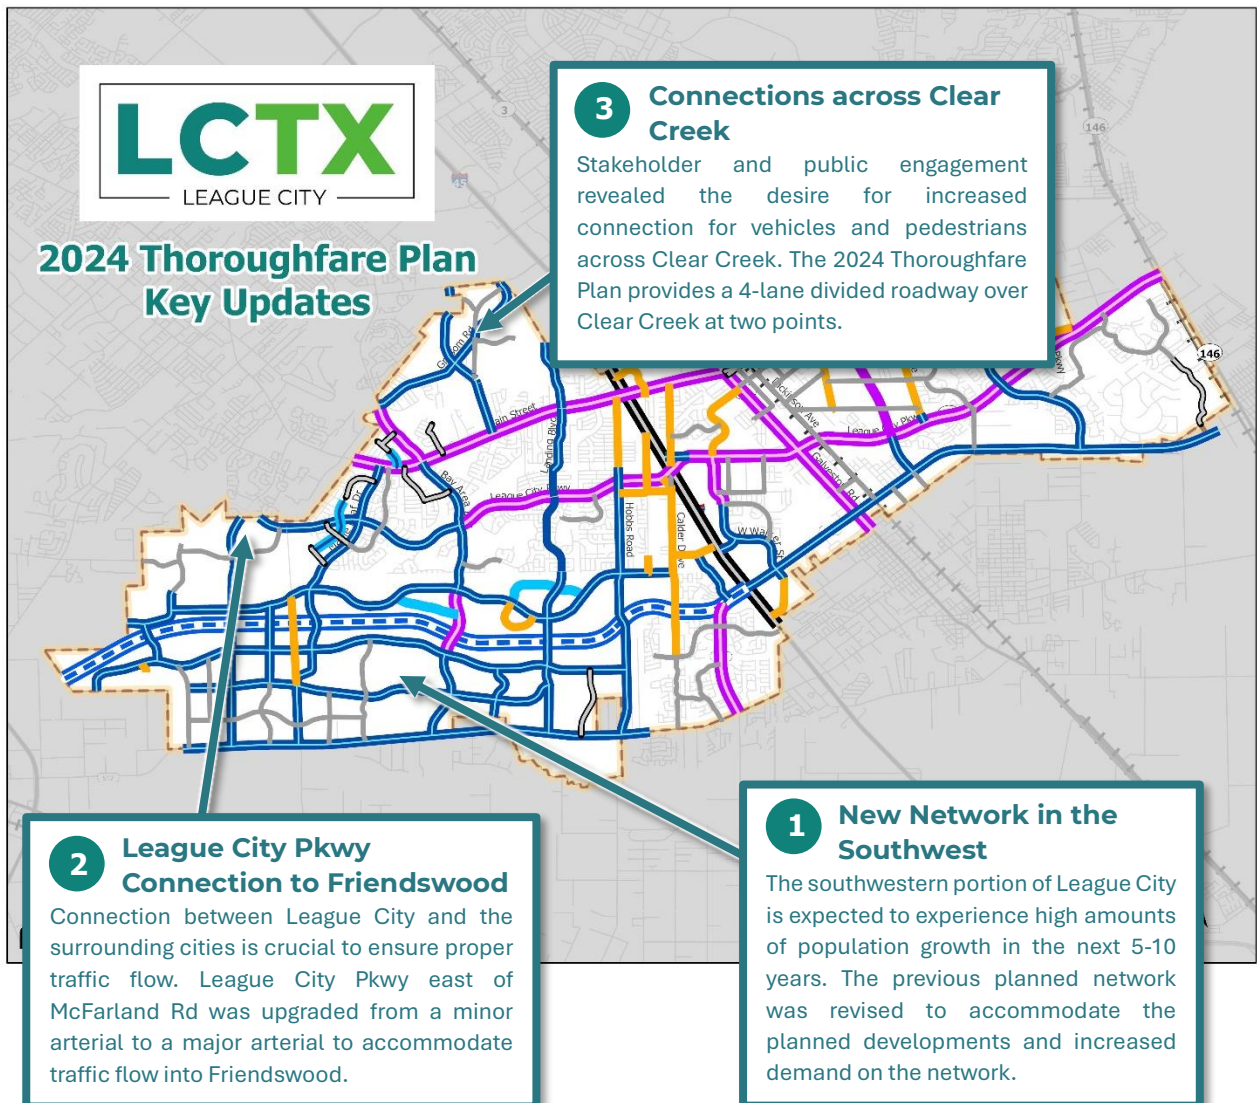 LCTX
LEAGUE CITY
2024 Thoroughfare Plan
Key Updates
3
Connections across Clear
Creek
Stakeholder and public engagement
revealed the desire for increased
connection for vehicles and pedestrians
across Clear Creek. The 2024 Thoroughfare
Plan provides a 4-lane divided roadway over
Clear Creek at two points.
3
146
146
Landing Blvd
League City Pkwy
Bay Area
Hobbs Road
Calder Drive
W Walker St
Galveston Rd
League City Pkwy
2
League City Pkwy
Connection to Friendswood
Connection between League City and the
surrounding cities is crucial to ensure proper
traffic flow. League City Pkwy east of
McFarland Rd was upgraded from a minor
arterial to a major arterial to accommodate
traffic flow into Friendswood.
1
New Network in the
Southwest
The southwestern portion of League City
is expected to experience high amounts
of population growth in the next 5-10
years. The previous planned network
was revised to accommodate the
planned developments and increased
demand on the network.